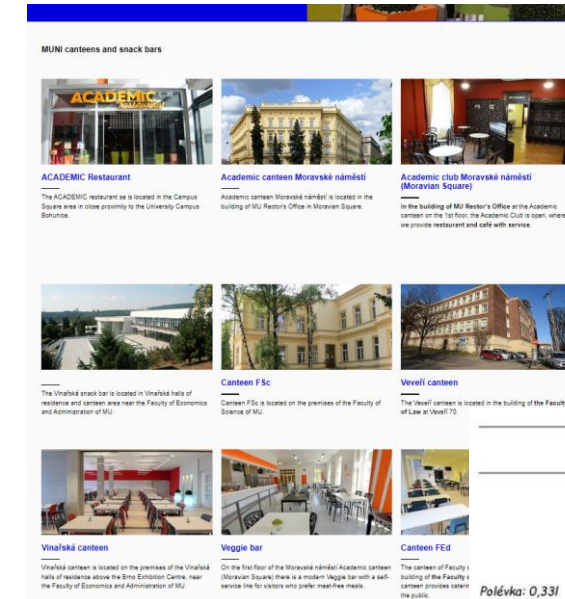 MUNI canteens and snack bars
ACADEMIC
restaurant
ACADEMIC Restaurant
The ACADEMIC restaurant se is located in the Campus
Square area in close proximity to the University Campus
Bohunice.
Academic canteen Moravské náměstí
Academic canteen Moravské náměstí is located in the
building of MU Rector's Office in Moravian Square.
Academic club Moravské náměstí
(Moravian Square)
In the building of MU Rector's Office at the Academic
canteen on the 1st floor, the Academic Club is open, where
we provide restaurant and café with service.
The Vinařská snack bar is located in Vinařská halls of
residence and canteen area near the Faculty of Economics
and Administration of MU.
Canteen FSc
Canteen FSc is located on the premises of the Faculty of
Science of MU.
Veveří canteen
The Veveří canteen is located in the building of the Faculty
of Law at Veveří 70.
Vinařská canteen
Vinařská canteen is located on the premises of the Vinařská
halls of residence above the Brno Exhibition Centre, near
the Faculty of Economics and Administration of MU.
Veggie bar
On the first floor of the Moravské náměstí Academic canteen
(Moravian Square) there is a modern Veggie bar with a self-
service line for visitors who prefer meat-free meals.
Canteen FEd
The canteen of Faculty
building of the Faculty
canteen provides
the public.
Polévka: 0,33l